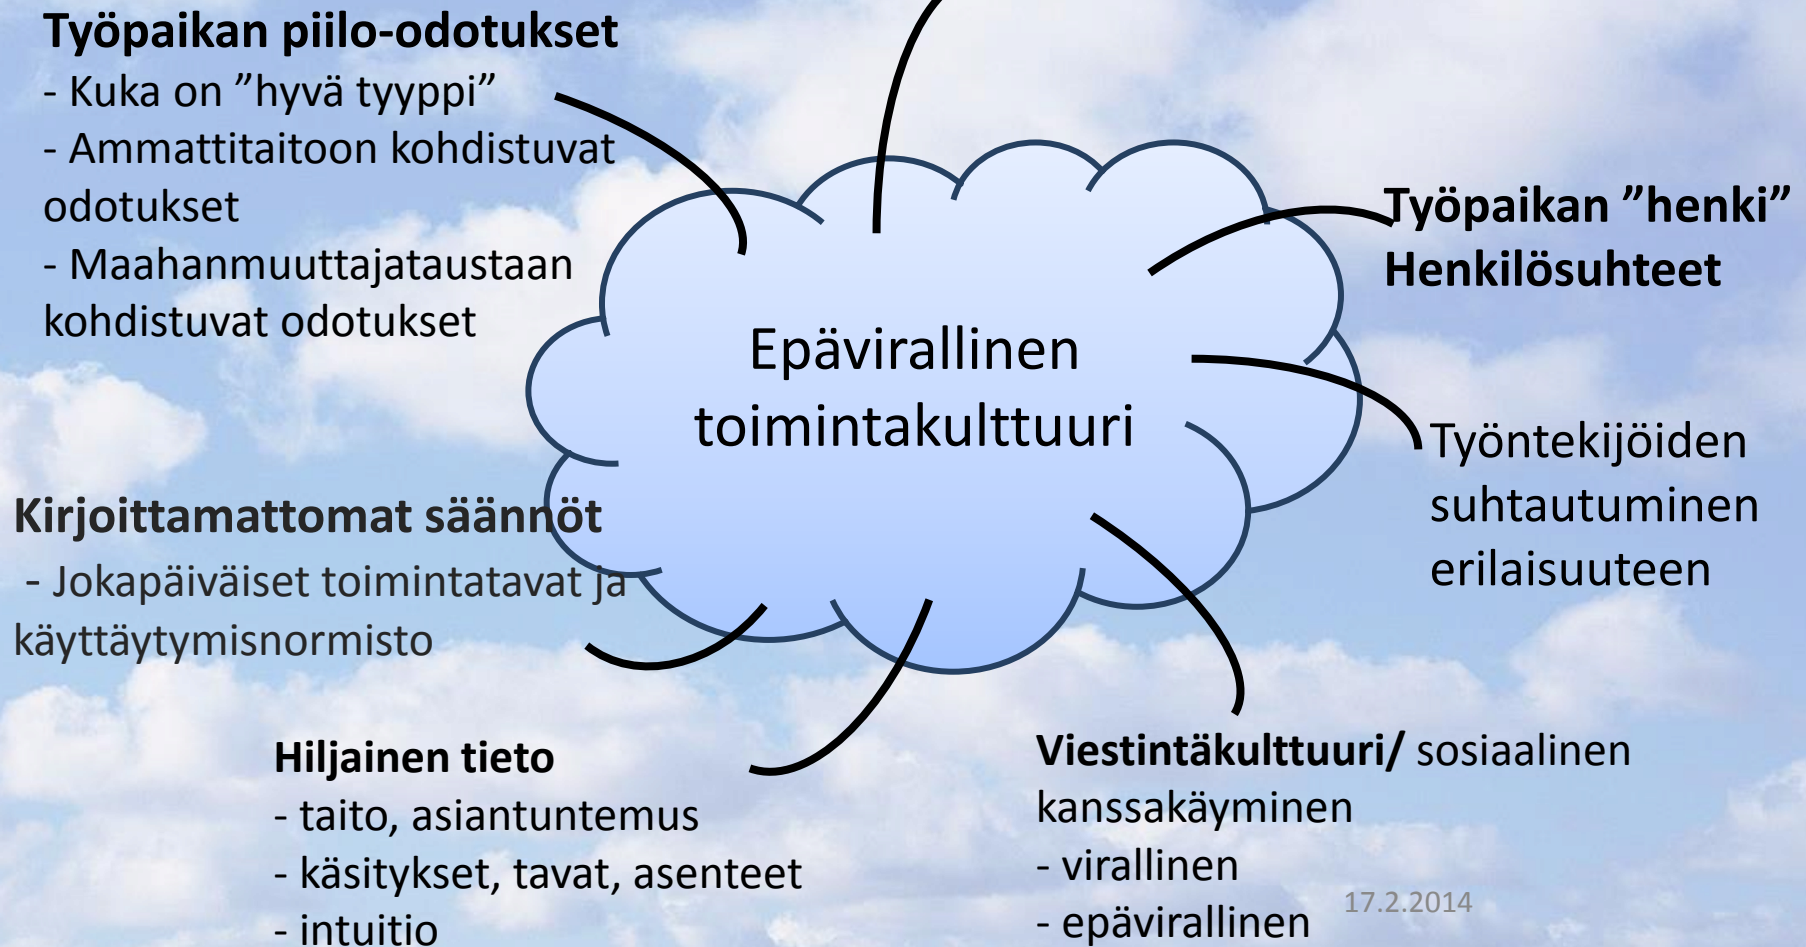 Työpaikan piilo-odotukset
- Kuka on ”hyvä tyyppi”
- Ammattitaitoon kohdistuvat
odotukset
- Maahanmuuttajataustaan
kohdistuvat odotukset
Työpaikan ”henki”
Henkilösuhteet
Epävirallinen
toimintakulttuuri
Työntekijöiden
suhtautuminen
erilaisuuteen
Kirjoittamattomat säännöt
- Jokapäiväiset toimintatavat ja
käyttäytymisnormisto
Hiljainen tieto
- taito, asiantuntemus
- käsitykset, tavat, asenteet
- intuitio
Viestintäkulttuuri/ sosiaalinen
kanssakäyminen
- virallinen
- epävirallinen
17.2.2014